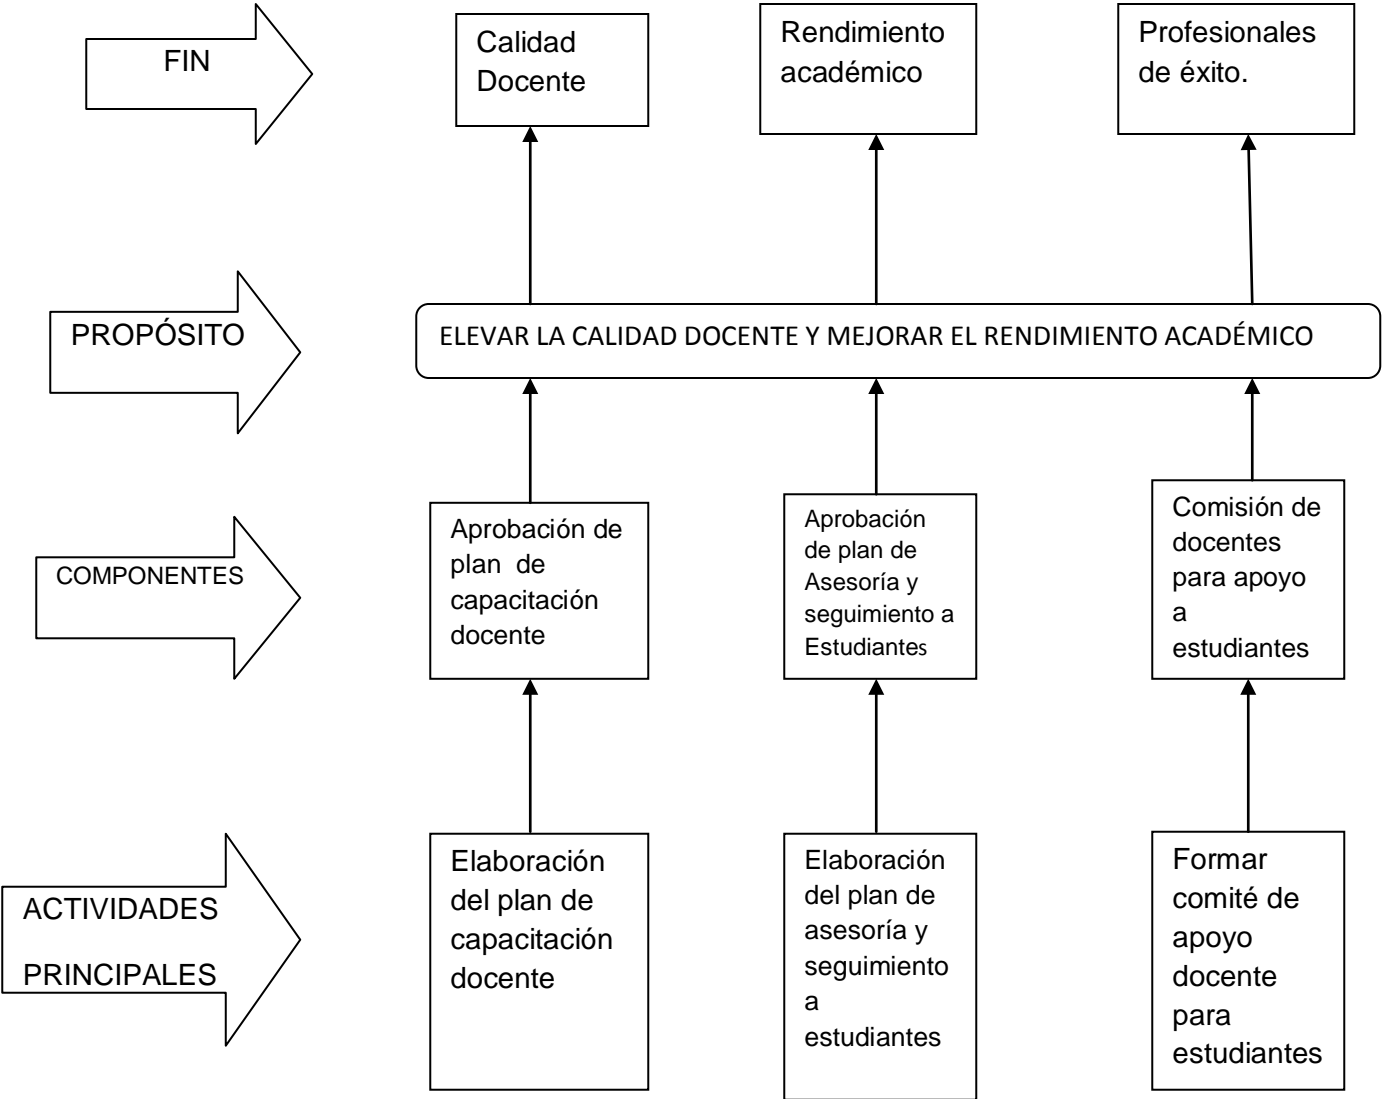 FIN
Calidad
Docente
Rendimiento
académico
Profesionales
de éxito.
PROPÓSITO
ELEVAR LA CALIDAD DOCENTE Y MEJORAR EL RENDIMIENTO ACADÉMICO
COMPONENTES
Aprobación de
plan de
capacitación
docente
Aprobación
de plan de
Asesoría y
seguimiento a
Estudiantes
Comisión de
docentes
para apoyo
a
estudiantes
ACTIVIDADES
PRINCIPALES
Elaboración
del plan de
capacitación
docente
Elaboración
del plan de
asesoría y
seguimiento
a
estudiantes
Formar
comité de
apoyo
docente
para
estudiantes